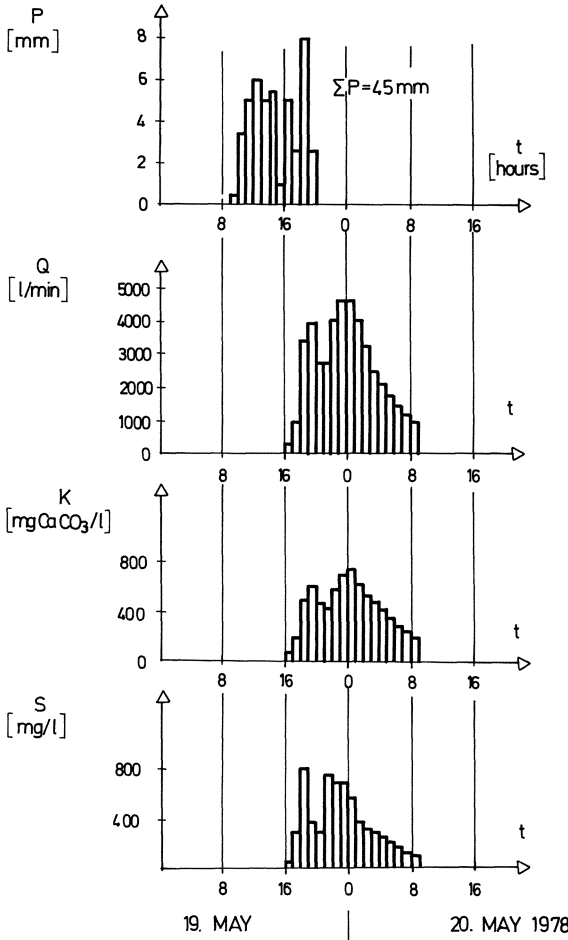 P
[mm]
8
6
4
2
0
ΣP=45mm
t
[hours]
8 16 0 8 16
Q
[l/min]
5000
4000
3000
2000
1000
0
t
8 16 0 8 16
K
[mgCaCO₃/l]
800
400
0
t
8 16 0 8 16
S
[mg/l]
800
400
t
8 16 0 8 16
19. MAY 20. MAY 1978